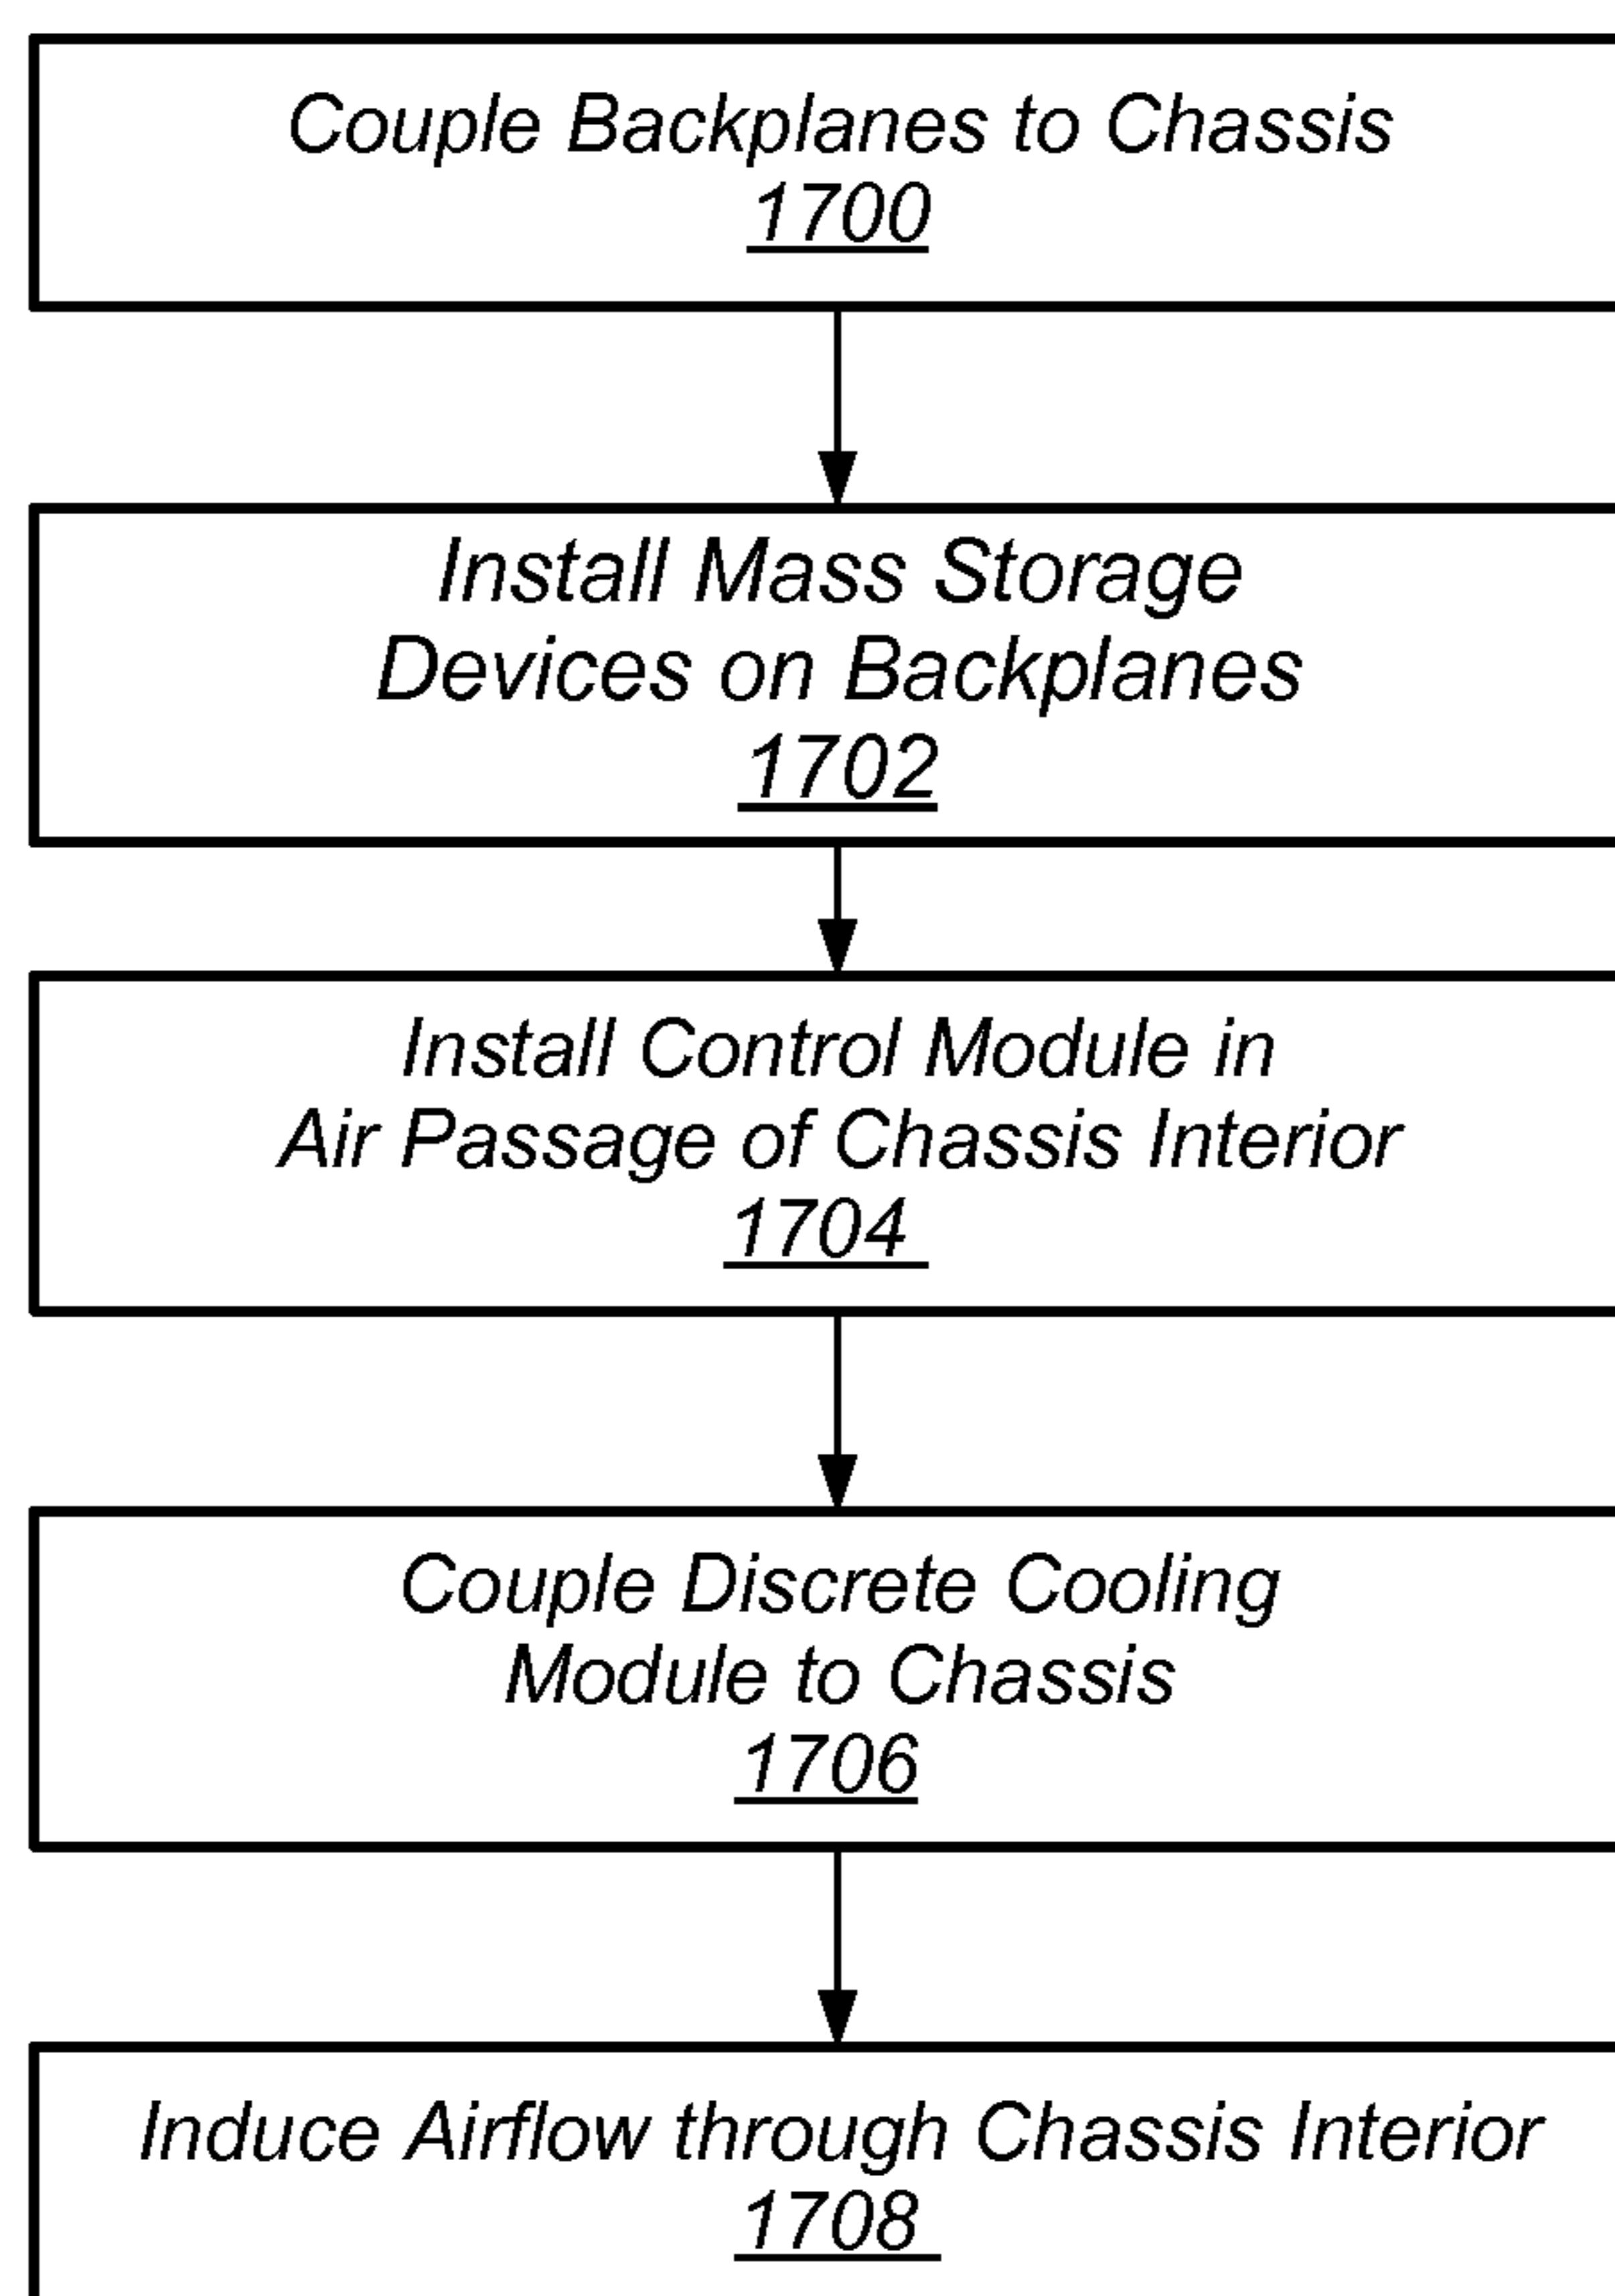 Couple Backplanes to Chassis
1700
Install Mass Storage
Devices on Backplanes
1702
Install Control Module in
Air Passage of Chassis Interior
1704
Couple Discrete Cooling
Module to Chassis
1706
Induce Airflow through Chassis Interior
1708